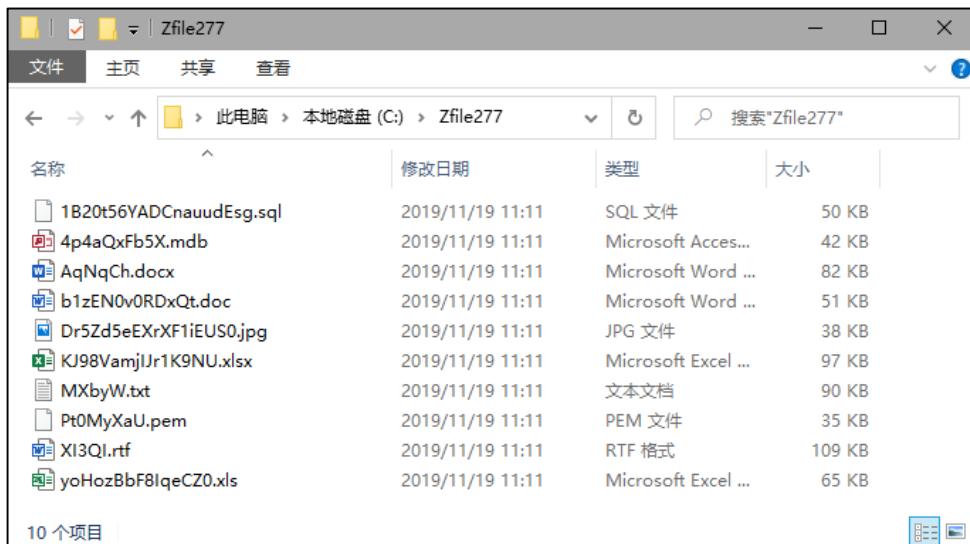 Zfile277
文件 主页 共享 查看
此电脑 › 本地磁盘 (C:) › Zfile277 搜索"Zfile277"
名称 修改日期 类型 大小
1B20t56YADCnauudEsg.sql 2019/11/19 11:11 SQL 文件 50 KB
4p4aQxFb5X.mdb 2019/11/19 11:11 Microsoft Acces... 42 KB
AqNqCh.docx 2019/11/19 11:11 Microsoft Word ... 82 KB
b1zEN0v0RDxQt.doc 2019/11/19 11:11 Microsoft Word ... 51 KB
Dr5Zd5eEXrXF1iEUS0.jpg 2019/11/19 11:11 JPG 文件 38 KB
KJ98VamjIJr1K9NU.xlsx 2019/11/19 11:11 Microsoft Excel ... 97 KB
MXbyW.txt 2019/11/19 11:11 文本文档 90 KB
Pt0MyXaU.pem 2019/11/19 11:11 PEM 文件 35 KB
XI3QI.rtf 2019/11/19 11:11 RTF 格式 109 KB
yoHozBbF8IqeCZ0.xls 2019/11/19 11:11 Microsoft Excel ... 65 KB
10 个项目